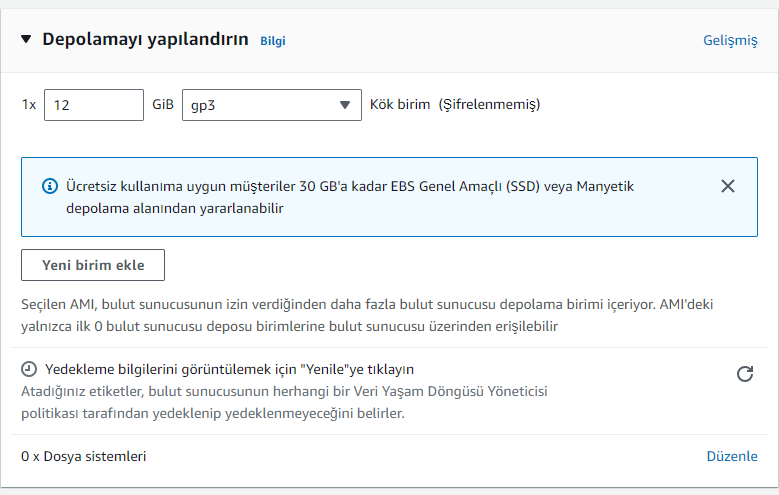 Depolamayı yapılandırın Bilgi Gelişmiş
1x 12 GiB gp3 Kök birim (Şifrelenmemiş)
Ücretsiz kullanıma uygun müşteriler 30 GB'a kadar EBS Genel Amaçlı (SSD) veya Manyetik
depolama alanından yararlanabilir
Yeni birim ekle
Seçilen AMI, bulut sunucusunun izin verdiğinden daha fazla bulut sunucusu depolama birimi içeriyor. AMI'deki
yalnızca ilk 0 bulut sunucusu deposu birimlerine bulut sunucusu üzerinden erişilebilir
Yedekleme bilgilerini görüntülemek için "Yenile"ye tıklayın
Atadığınız etiketler, bulut sunucusunun herhangi bir Veri Yaşam Döngüsü Yöneticisi
politikası tarafından yedeklenip yedeklenmeyeceğini belirler.
0 x Dosya sistemleri Düzenle